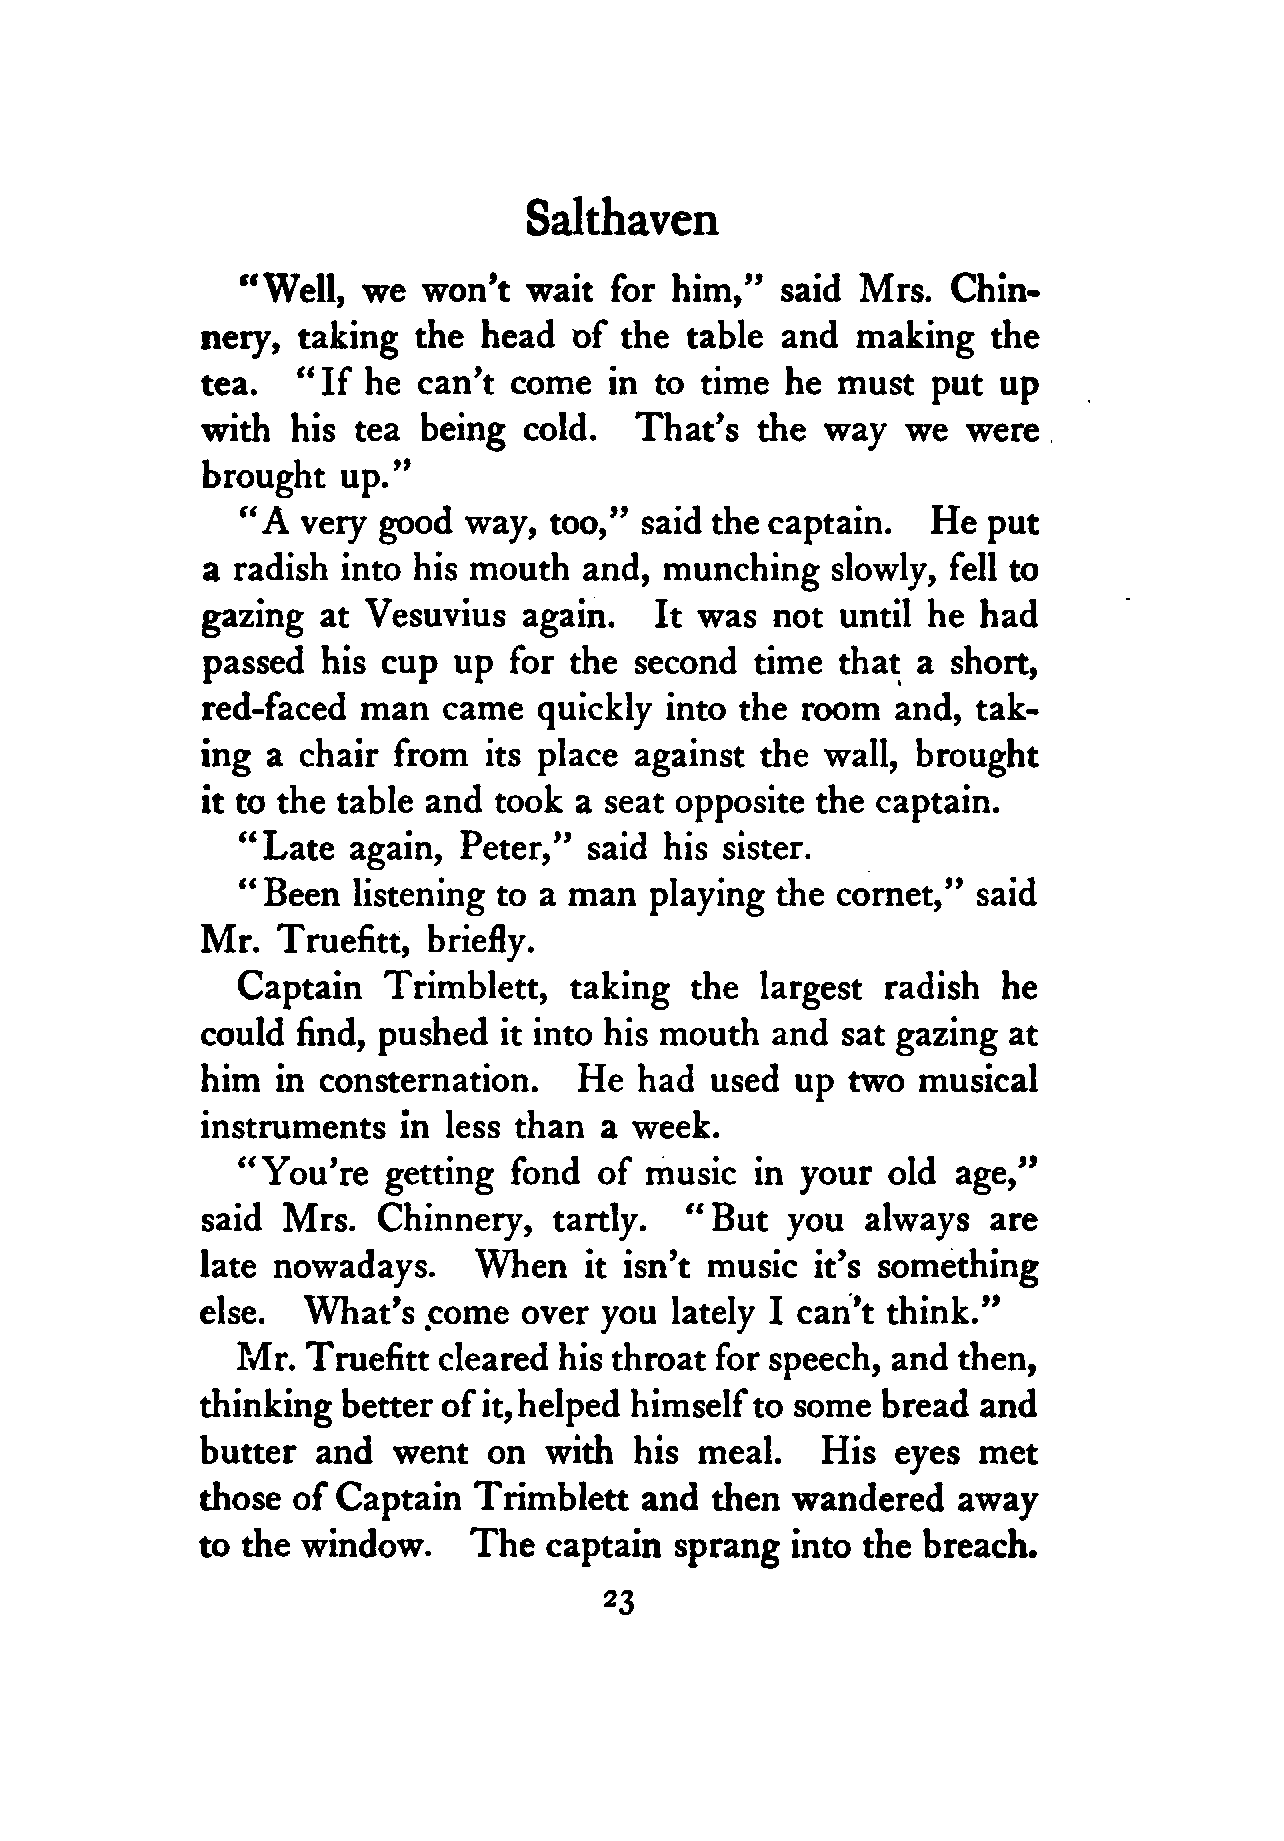 Salthaven
"Well, we won't wait for him," said Mrs. Chin-
nery, taking the head of the table and making the
tea. "If he can't come in to time he must put up
with his tea being cold. That's the way we were
brought up."
"A very good way, too," said the captain. He put
a radish into his mouth and, munching slowly, fell to
gazing at Vesuvius again. It was not until he had
passed his cup up for the second time that a short,
red-faced man came quickly into the room and, tak-
ing a chair from its place against the wall, brought
it to the table and took a seat opposite the captain.
"Late again, Peter," said his sister.
"Been listening to a man playing the cornet," said
Mr. Truefitt, briefly.
Captain Trimblett, taking the largest radish he
could find, pushed it into his mouth and sat gazing at
him in consternation. He had used up two musical
instruments in less than a week.
"You're getting fond of music in your old age,"
said Mrs. Chinnery, tartly. "But you always are
late nowadays. When it isn't music it's something
else. What's come over you lately I can't think."
Mr. Truefitt cleared his throat for speech, and then,
thinking better of it, helped himself to some bread and
butter and went on with his meal. His eyes met
those of Captain Trimblett and then wandered away
to the window. The captain sprang into the breach.
23